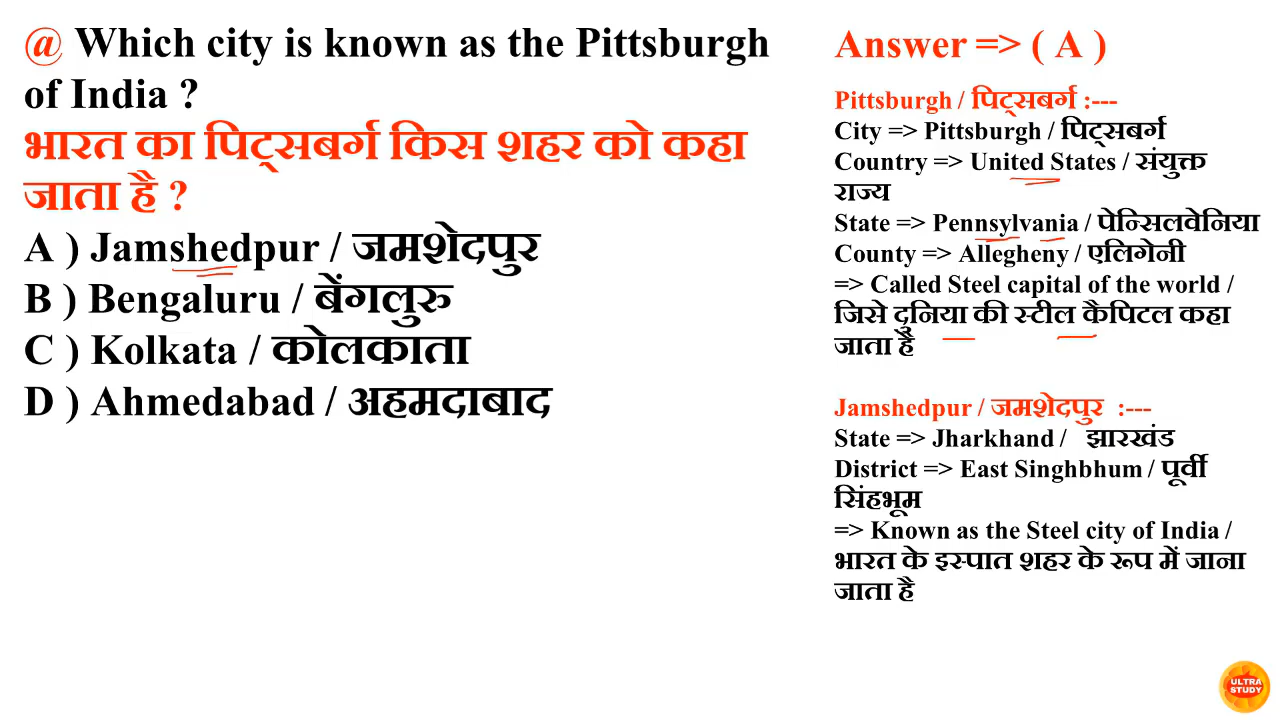 @ Which city is known as the Pittsburgh
of India ?
भारत का पिट्सबर्ग किस शहर को कहा
जाता है ?
A ) Jamshedpur / जमशेदपुर
B ) Bengaluru / बेंगलुरु
C ) Kolkata / कोलकाता
D ) Ahmedabad / अहमदाबाद
Answer => ( A )
Pittsburgh / पिट्सबर्ग :---
City => Pittsburgh / पिट्सबर्ग
Country => United States / संयुक्त
राज्य
State => Pennsylvania / पेन्सिलवेनिया
County => Allegheny / एलिगेनी
=> Called Steel capital of the world /
जिसे दुनिया की स्टील कैपिटल कहा
जाता है
Jamshedpur / जमशेदपुर :---
State => Jharkhand / झारखंड
District => East Singhbhum / पूर्वी
सिंहभूम
=> Known as the Steel city of India /
भारत के इस्पात शहर के रूप में जाना
जाता है
ULTRA
STUDY